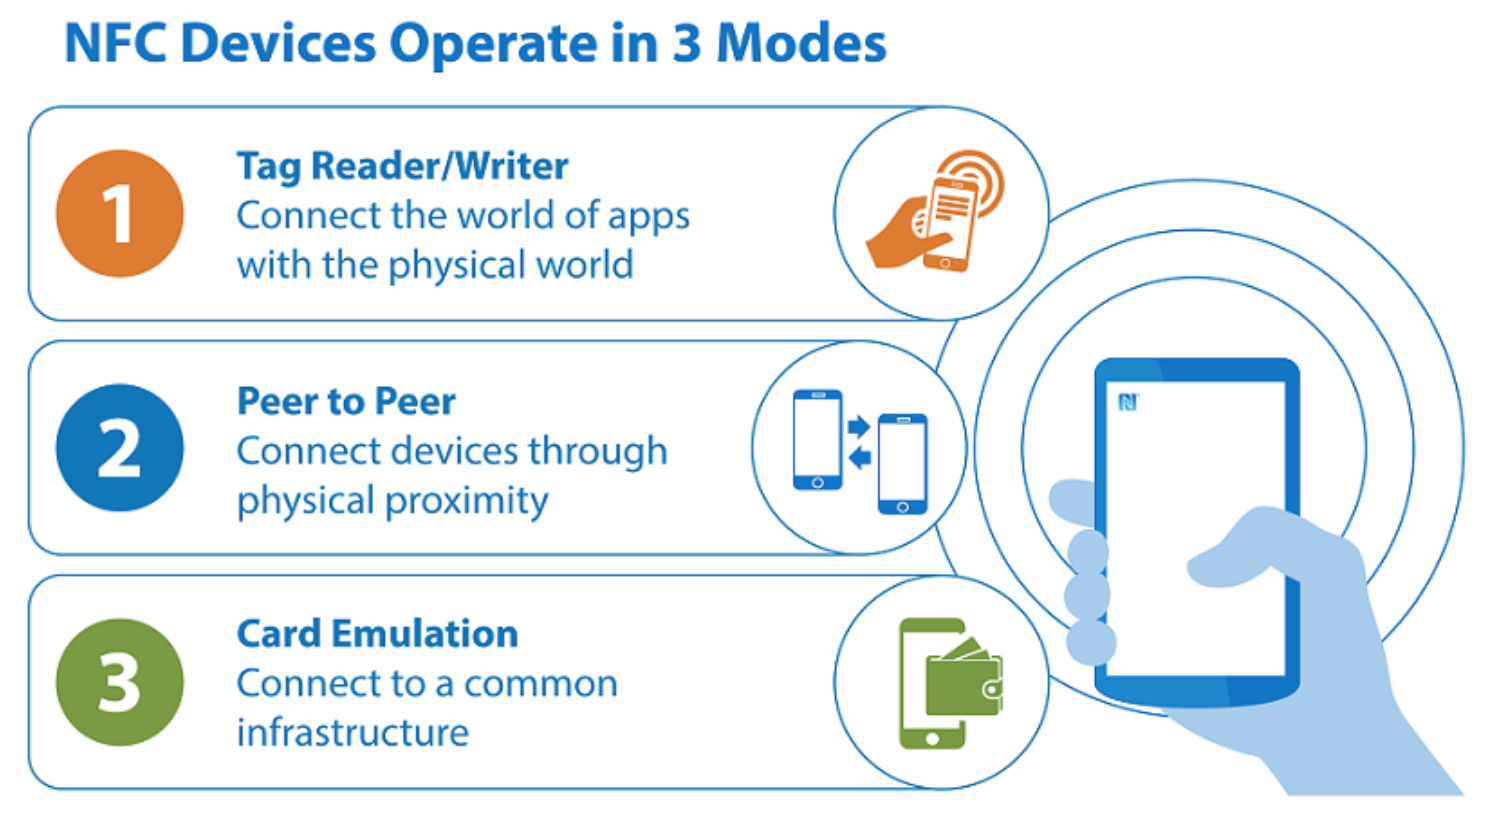 NFC Devices Operate in 3 Modes
1
Tag Reader/Writer
Connect the world of apps
with the physical world
2
Peer to Peer
Connect devices through
physical proximity
3
Card Emulation
Connect to a common
infrastructure